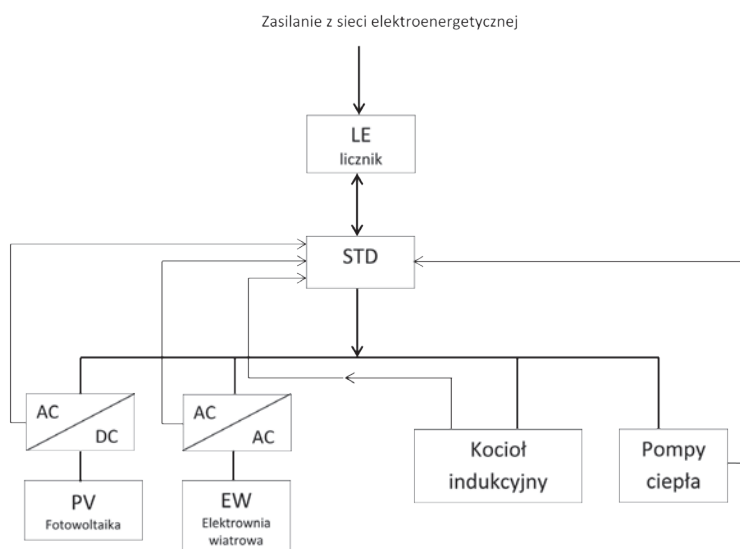 Zasilanie z sieci elektroenergetycznej
LE
licznik
STD
AC
DC
AC
AC
Kocioł
indukcyjny
Pompy
ciepła
PV
Fotowoltaika
EW
Elektrownia
wiatrowa